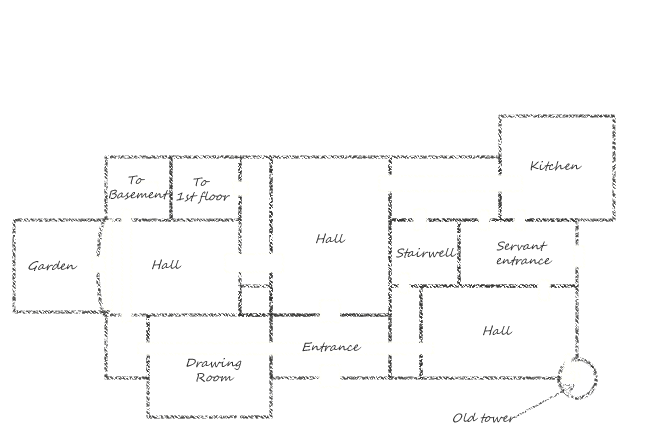 Kitchen
To
Basement
To
1st floor
Hall
Stairwell
Servant
entrance
Garden
Hall
Hall
Entrance
Drawing
Room
Old tower